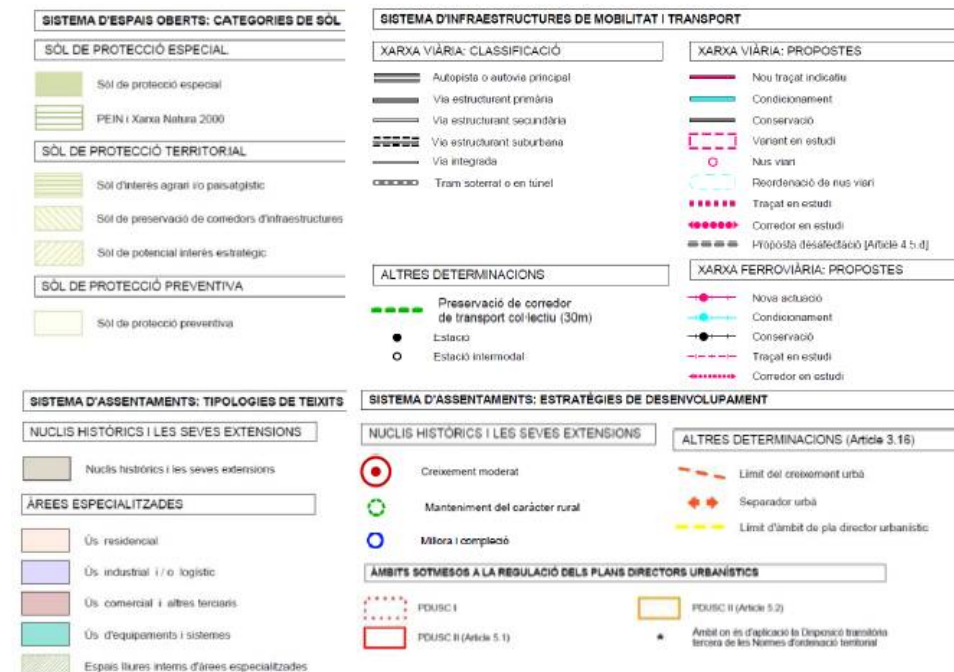 SISTEMA D'ESPAIS OBERTS: CATEGORIES DE SÒL
SÒL DE PROTECCIÓ ESPECIAL
Sòl de protecció especial
PEIN i Xarxa Natura 2000
SÒL DE PROTECCIÓ TERRITORIAL
Sòl d'interès agrari i/o paisatgístic
Sòl de preservació de corredors d'infraestructures
Sòl de potencial interès estratègic
SÒL DE PROTECCIÓ PREVENTIVA
Sòl de protecció preventiva
SISTEMA D'INFRAESTRUCTURES DE MOBILITAT I TRANSPORT
XARXA VIÀRIA: CLASSIFICACIÓ
Autopista o autovia principal
Via estructurant primària
Via estructurant secundària
Via estructurant suburbana
Via integrada
Tram soterrat o en túnel
ALTRES DETERMINACIONS
Preservació de corredor
de transport col·lectiu (30m)
Estació
Estació intermodal
XARXA VIÀRIA: PROPOSTES
Nou traçat indicatiu
Condicionament
Conservació
Variant en estudi
Nus viari
Reordenació de nus viari
Traçat en estudi
Corredor en estudi
Proposta desafectació [Article 4.5.d]
XARXA FERROVIÀRIA: PROPOSTES
Nova actuació
Condicionament
Conservació
Traçat en estudi
Corredor en estudi
SISTEMA D'ASSENTAMENTS: TIPOLOGIES DE TEIXITS
NUCLIS HISTÒRICS I LES SEVES EXTENSIONS
Nuclis històrics i les seves extensions
ÀREES ESPECIALITZADES
Ús residencial
Ús industrial i/o logístic
Ús comercial i altres terciaris
Ús d'equipaments i sistemes
Espais lliures interns d'àrees especialitzades
SISTEMA D'ASSENTAMENTS: ESTRATÈGIES DE DESENVOLUPAMENT
NUCLIS HISTÒRICS I LES SEVES EXTENSIONS
Creixement moderat
Manteniment del caràcter rural
Millora i compleció
ALTRES DETERMINACIONS (Article 3.16)
Límit del creixement urbà
Separador urbà
Límit d'àmbit de pla director urbanístic
ÀMBITS SOTMESOS A LA REGULACIÓ DELS PLANS DIRECTORS URBANÍSTICS
PDUSC I
PDUSC II (Article 5.1)
PDUSC II (Article 5.2)
Àmbit on és d'aplicació la Disposició transitòria
tercera de les Normes d'ordenació territorial